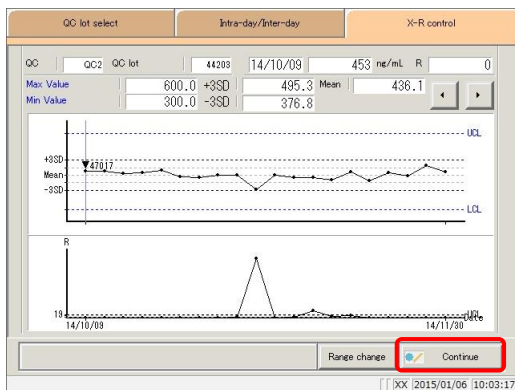 QC lot select Intra-day/Inter-day X-R control
QC QC2 QC lot 44203 14/10/09 453 ng/mL R 0
Max Value 600.0 +3SD 495.3 Mean 436.1
Min Value 300.0 -3SD 376.8
UCL
+3SD
47017
Mean
-3SD
LCL
R
19 UCL
Date
14/10/09 14/11/30
Range change Continue
XX 2015/01/06 10:03:17